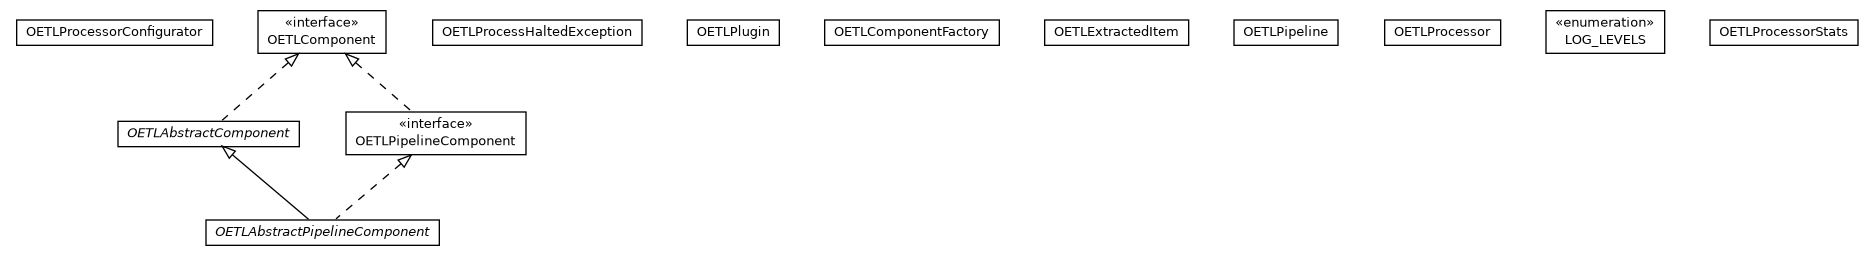 OETLProcessorConfigurator
«interface»
OETLComponent
OETLProcessHaltedException
OETLPlugin
OETLComponentFactory
OETLExtractedItem
OETLPipeline
OETLProcessor
«enumeration»
LOG_LEVELS
OETLProcessorStats
OETLAbstractComponent
«interface»
OETLPipelineComponent
OETLAbstractPipelineComponent